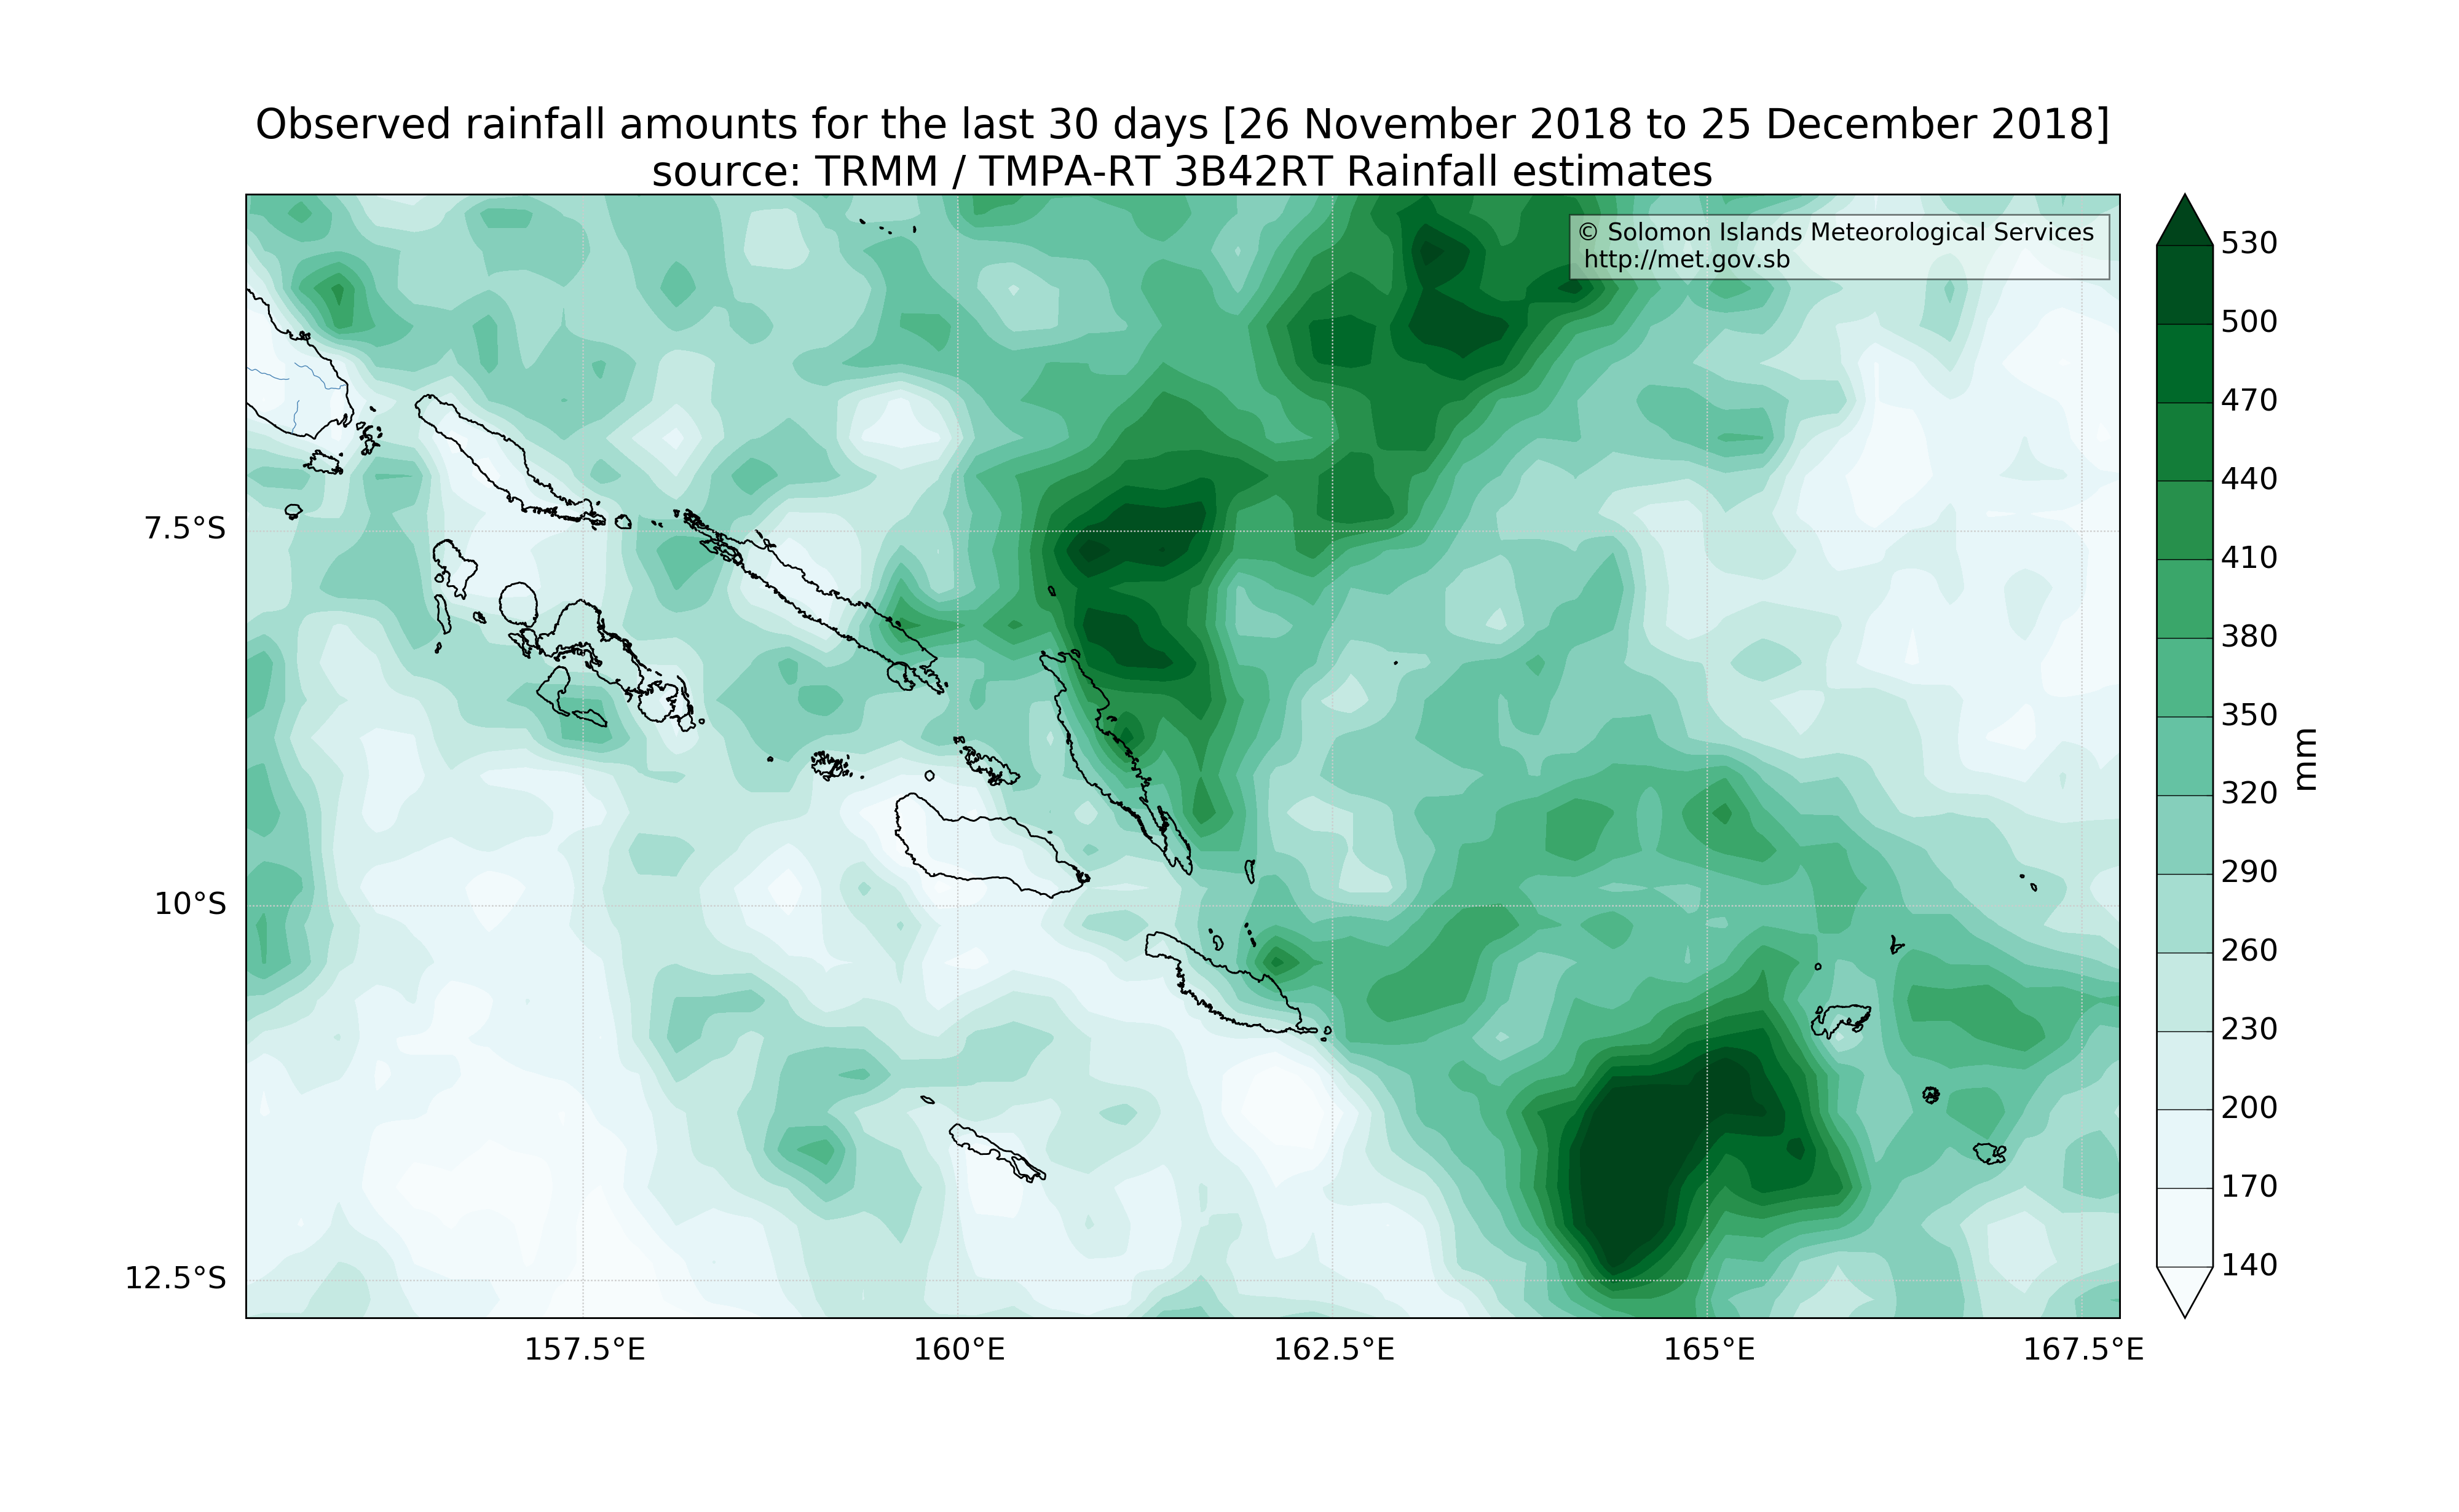 Observed rainfall amounts for the last 30 days [26 November 2018 to 25 December 2018]
source: TRMM / TMPA-RT 3B42RT Rainfall estimates
© Solomon Islands Meteorological Services
http://met.gov.sb
7.5°S
10°S
12.5°S
157.5°E
160°E
162.5°E
165°E
167.5°E
530
500
470
440
410
380
350
320
290
260
230
200
170
140
mm